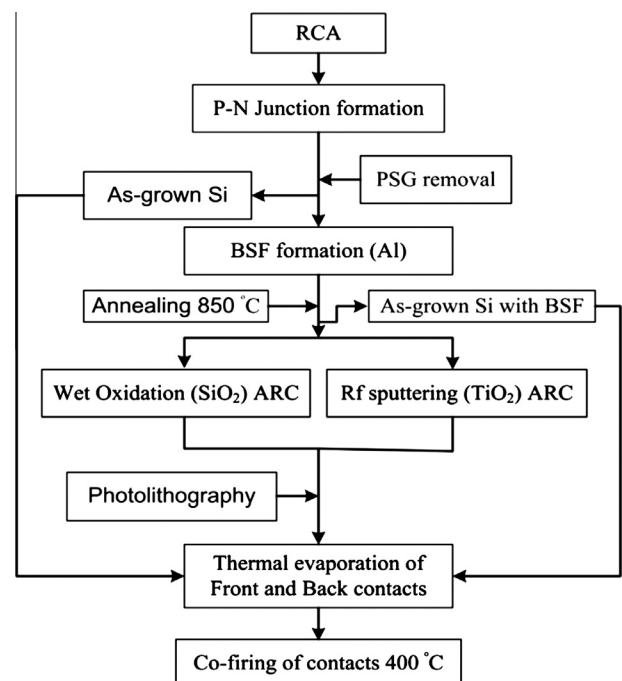 RCA
P-N Junction formation
PSG removal
As-grown Si
BSF formation (Al)
Annealing 850 °C
As-grown Si with BSF
Wet Oxidation (SiO₂) ARC
Rf sputtering (TiO₂) ARC
Photolithography
Thermal evaporation of
Front and Back contacts
Co-firing of contacts 400 °C